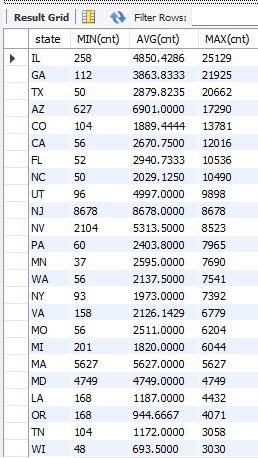 Result Grid Filter Rows:
state MIN(cnt) AVG(cnt) MAX(cnt)
IL 258 4850.4286 25129
GA 112 3863.8333 21925
TX 50 2879.8235 20662
AZ 627 6901.0000 17290
CO 104 1889.4444 13781
CA 56 2670.7500 12016
FL 52 2940.7333 10536
NC 50 2029.1250 10490
UT 96 4997.0000 9898
NJ 8678 8678.0000 8678
NV 2104 5313.5000 8523
PA 60 2403.8000 7965
MN 37 2595.0000 7690
WA 56 2137.5000 7541
NY 93 1973.0000 7392
VA 158 2126.1429 6779
MO 56 2511.0000 6204
MI 201 1820.0000 6044
MA 5627 5627.0000 5627
MD 4749 4749.0000 4749
LA 168 1187.0000 4432
OR 168 944.6667 4071
TN 104 1172.0000 3058
WI 48 693.5000 3030